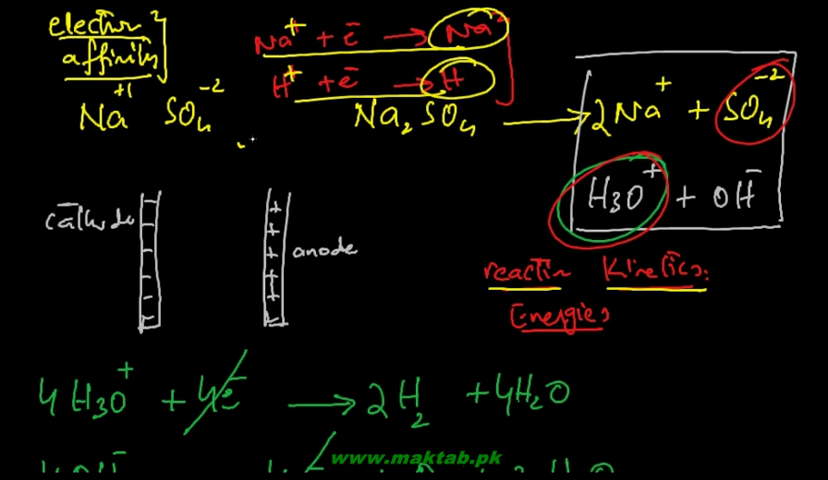 electron
affinity
Na⁺ + e⁻ → Na
H⁺ + e⁻ → H
Na⁺¹ SO₄⁻²
Na₂SO₄ → 2Na⁺ + SO₄⁻²
H₃O⁺ + OH⁻
cathode
anode
reaction Kinetics.
Energies
4H₃O⁺ + 4e⁻ → 2H₂ + 4H₂O
www.maktab.pk